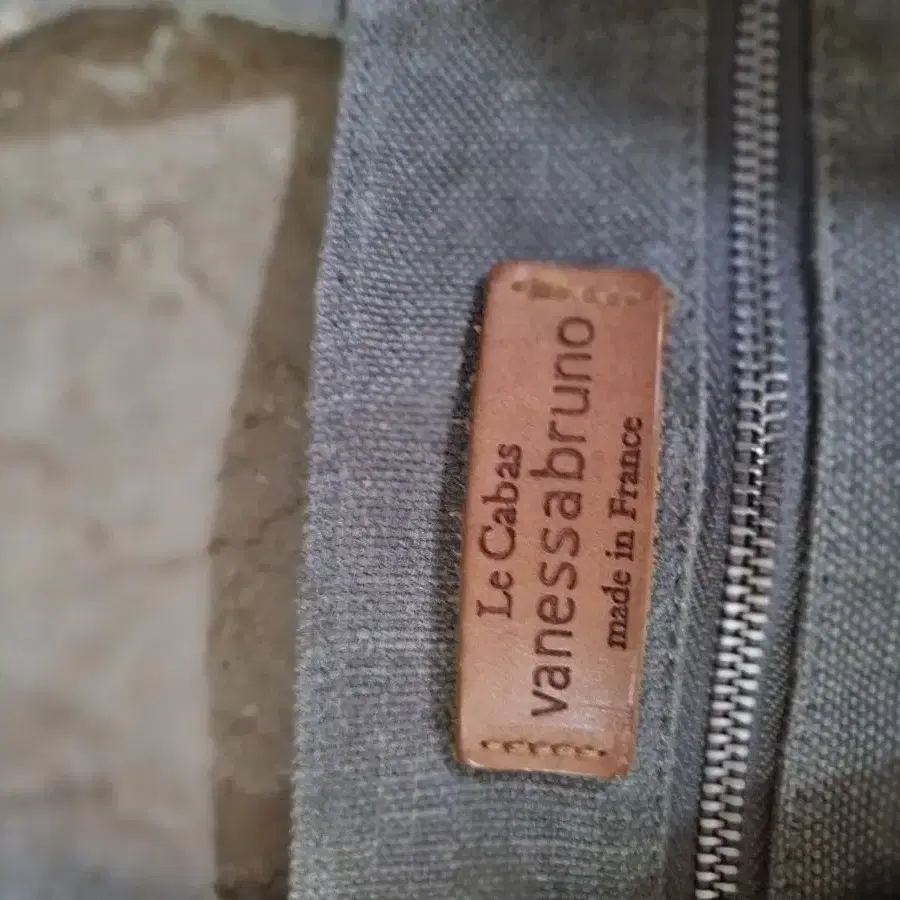 Le Cabas
vanessabruno
made in France